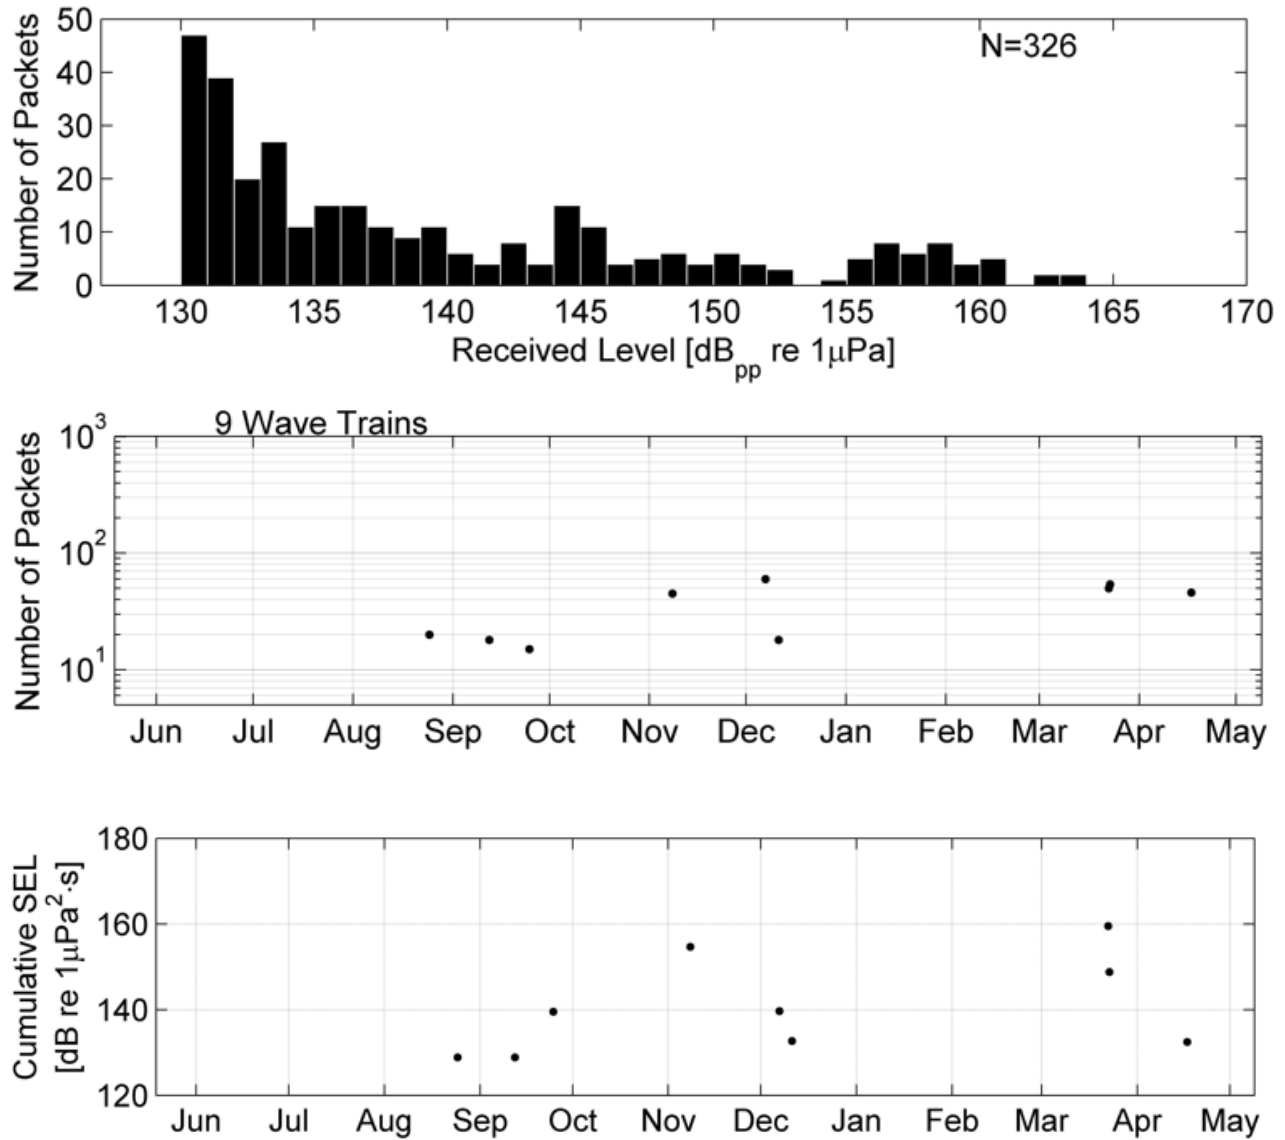 50
40
30
20
10
0
Number of Packets
N=326
130 135 140 145 150 155 160 165 170
Received Level [dBpp re 1μPa]
9 Wave Trains
10³
10²
10¹
Number of Packets
Jun Jul Aug Sep Oct Nov Dec Jan Feb Mar Apr May
180
160
140
120
Cumulative SEL
[dB re 1μPa²·s]
Jun Jul Aug Sep Oct Nov Dec Jan Feb Mar Apr May